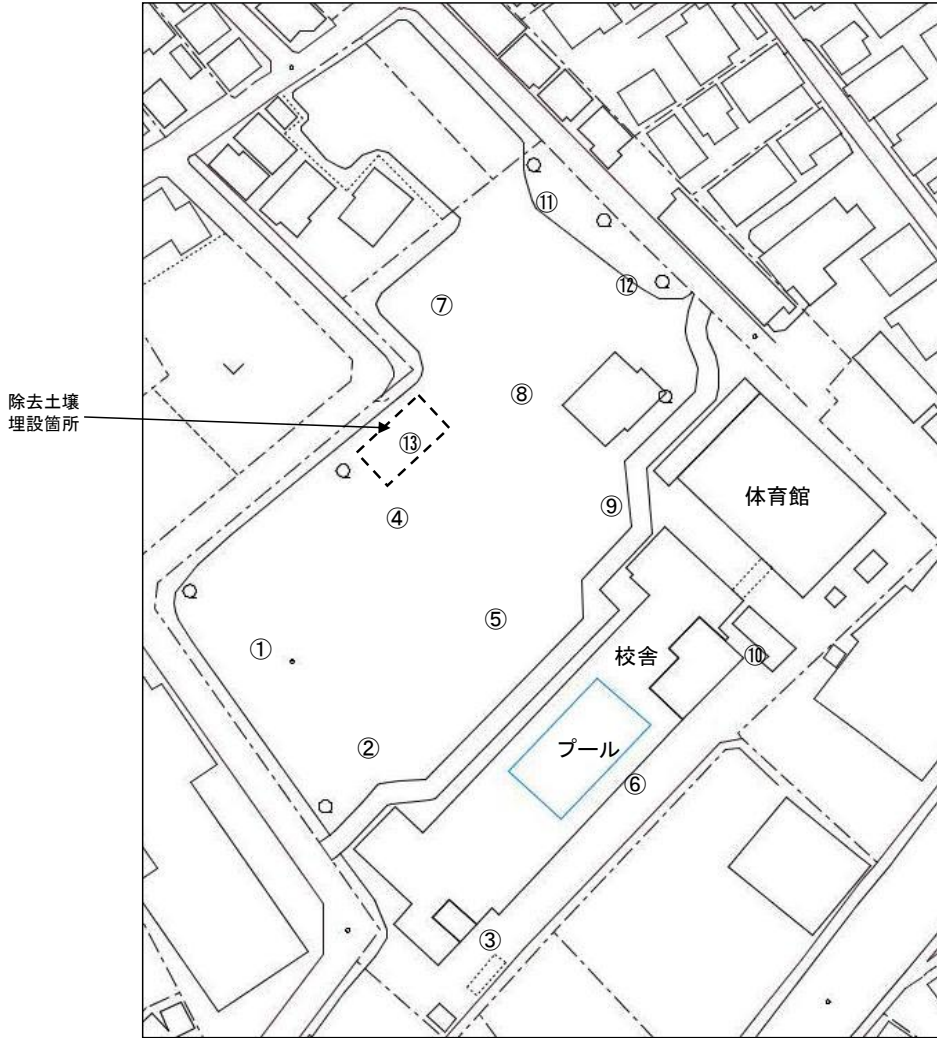 ⑪
⑫
⑦
⑧
除去土壌
埋設箇所
⑬
④
⑨
体育館
⑤
①
校舎
⑩
②
プール
⑥
③